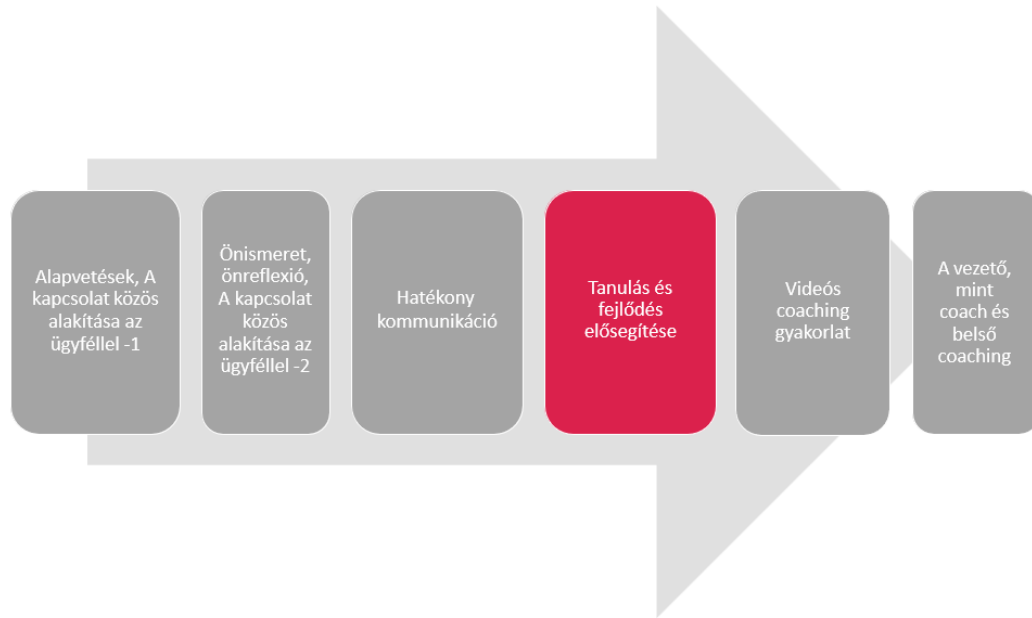 Alapvetések, A
kapcsolat közös
alakítása az
ügyféllel -1
Önismeret,
önreflexió,
A kapcsolat
közös
alakítása az
ügyféllel -2
Hatékony
kommunikáció
Tanulás és
fejlődés
elősegítése
Videós
coaching
gyakorlat
A vezető,
mint
coach és
belső
coaching